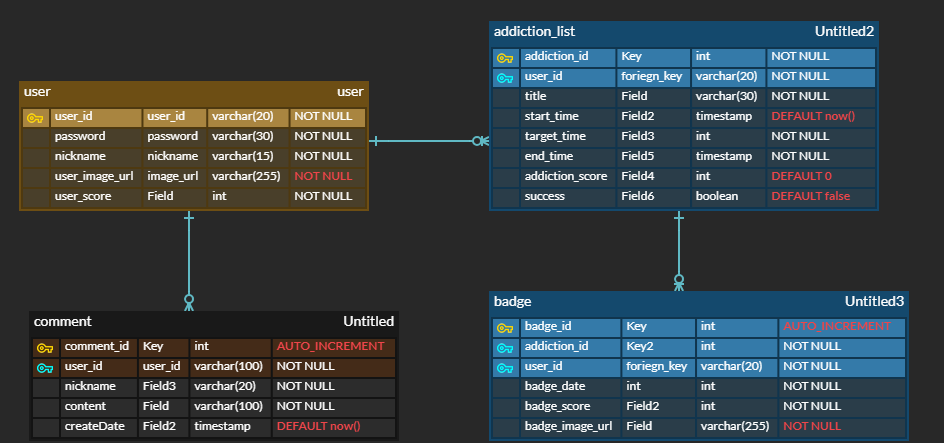 addiction_list Untitled2
addiction_id Key int NOT NULL
user_id foriegn_key varchar(20) NOT NULL
title Field varchar(30) NOT NULL
start_time Field2 timestamp DEFAULT now()
target_time Field3 int NOT NULL
end_time Field5 timestamp NOT NULL
addiction_score Field4 int DEFAULT 0
success Field6 boolean DEFAULT false
user user
user_id user_id varchar(20) NOT NULL
password password varchar(30) NOT NULL
nickname nickname varchar(15) NOT NULL
user_image_url image_url varchar(255) NOT NULL
user_score Field int NOT NULL
comment Untitled
comment_id Key int AUTO_INCREMENT
user_id user_id varchar(100) NOT NULL
nickname Field3 varchar(20) NOT NULL
content Field varchar(100) NOT NULL
createDate Field2 timestamp DEFAULT now()
badge Untitled3
badge_id Key int AUTO_INCREMENT
addiction_id Key2 int NOT NULL
user_id foriegn_key varchar(20) NOT NULL
badge_date int int NOT NULL
badge_score Field2 int NOT NULL
badge_image_url Field varchar(255) NOT NULL